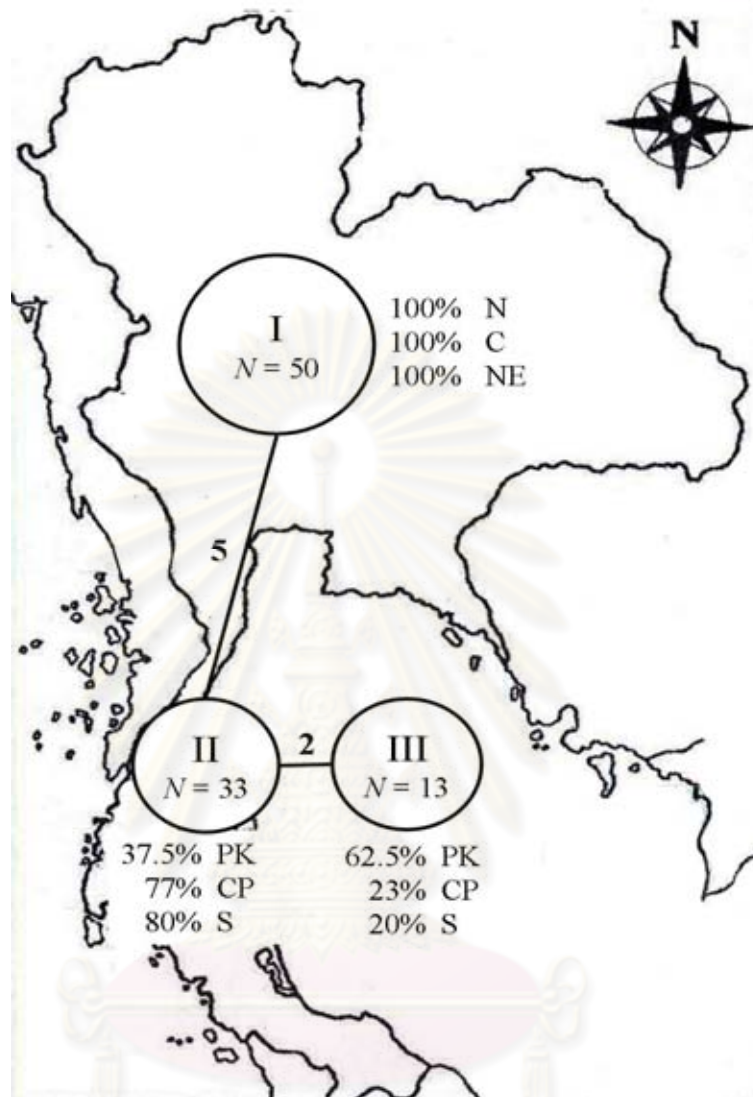 N
I
N = 50
100% N
100% C
100% NE
5
II
N = 33
2
III
N = 13
37.5% PK
77% CP
80% S
62.5% PK
23% CP
20% S